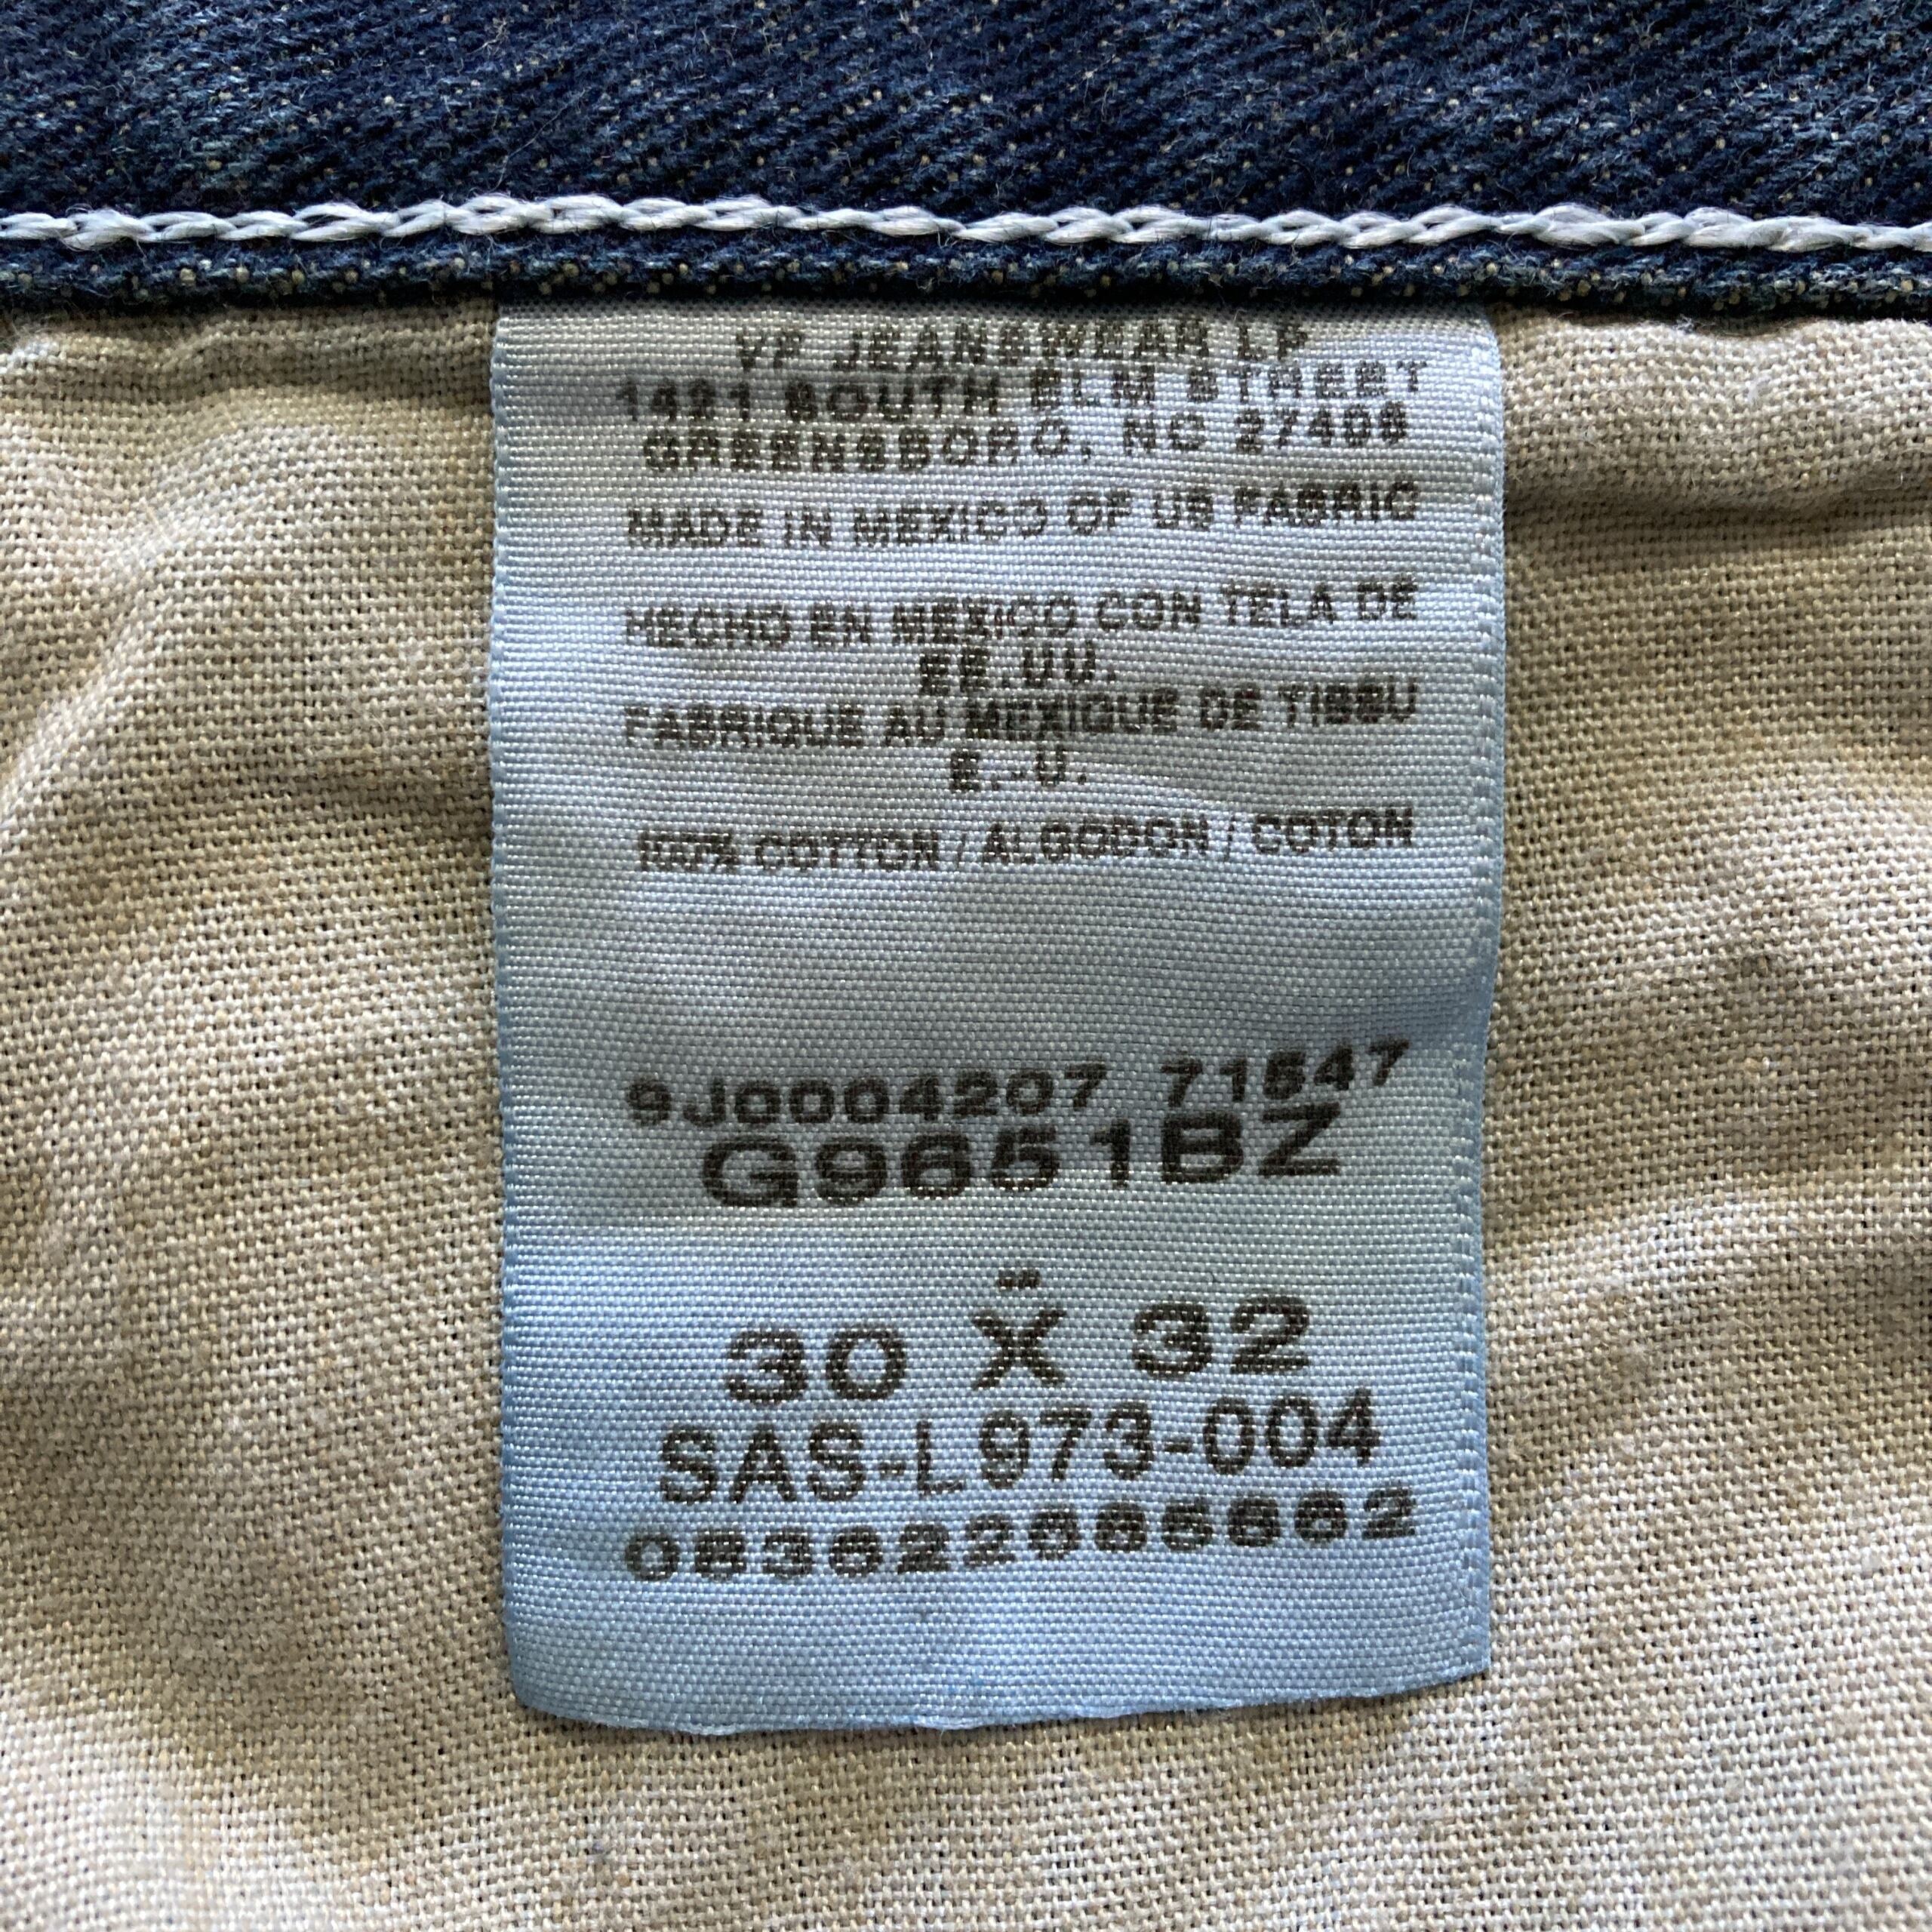 VF JEANSWEAR LP
1421 SOUTH ELM STREET
GREENSBORO, NC 27406
MADE IN MEXICO OF US FABRIC
HECHO EN MEXICO CON TELA DE
EE.UU.
FABRIQUE AU MEXIQUE DE TISSU
E.-U.
100% COTTON / ALGODON / COTON
9J0004207 71547
G9651BZ
30 X 32
SAS-L973-004